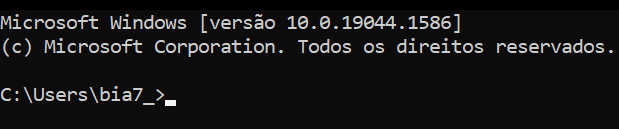 Microsoft Windows [versão 10.0.19044.1586]
(c) Microsoft Corporation. Todos os direitos reservados.
C:\Users\bia7_>